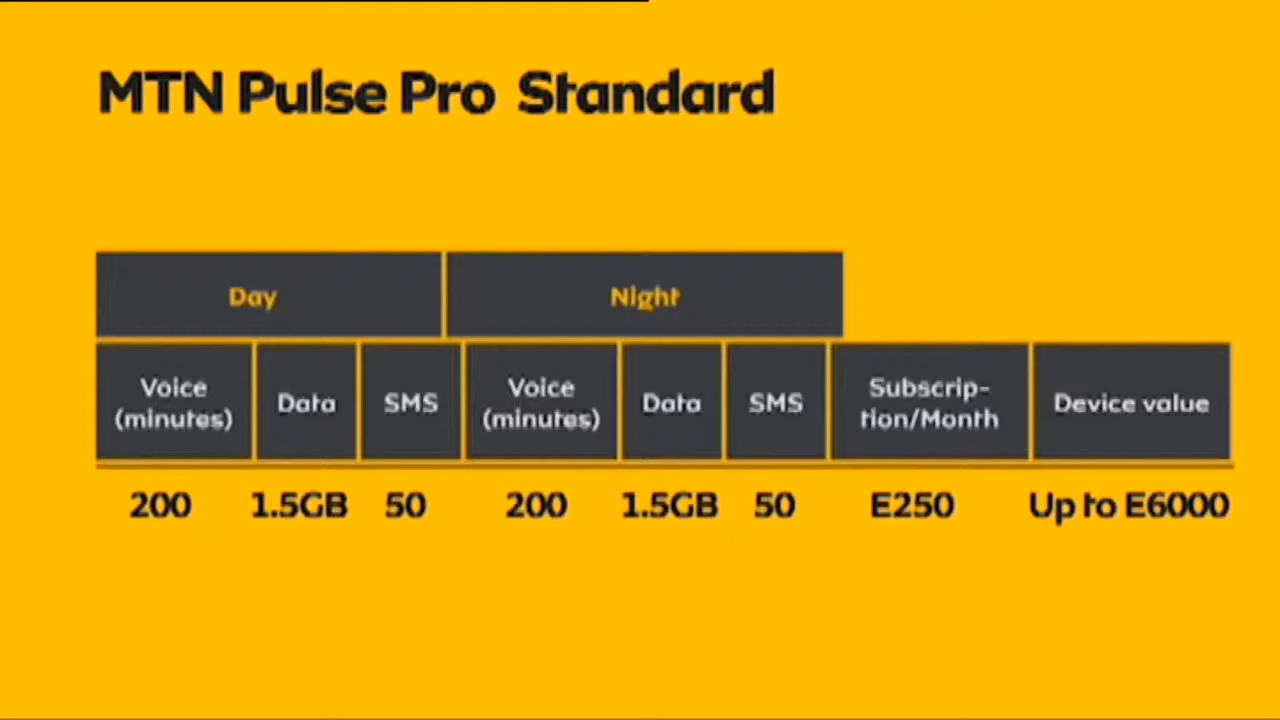 MTN Pulse Pro Standard
Day Night
Voice (minutes) Data SMS Voice (minutes) Data SMS Subscrip-tion/Month Device value
200 1.5GB 50 200 1.5GB 50 E250 Up to E6000